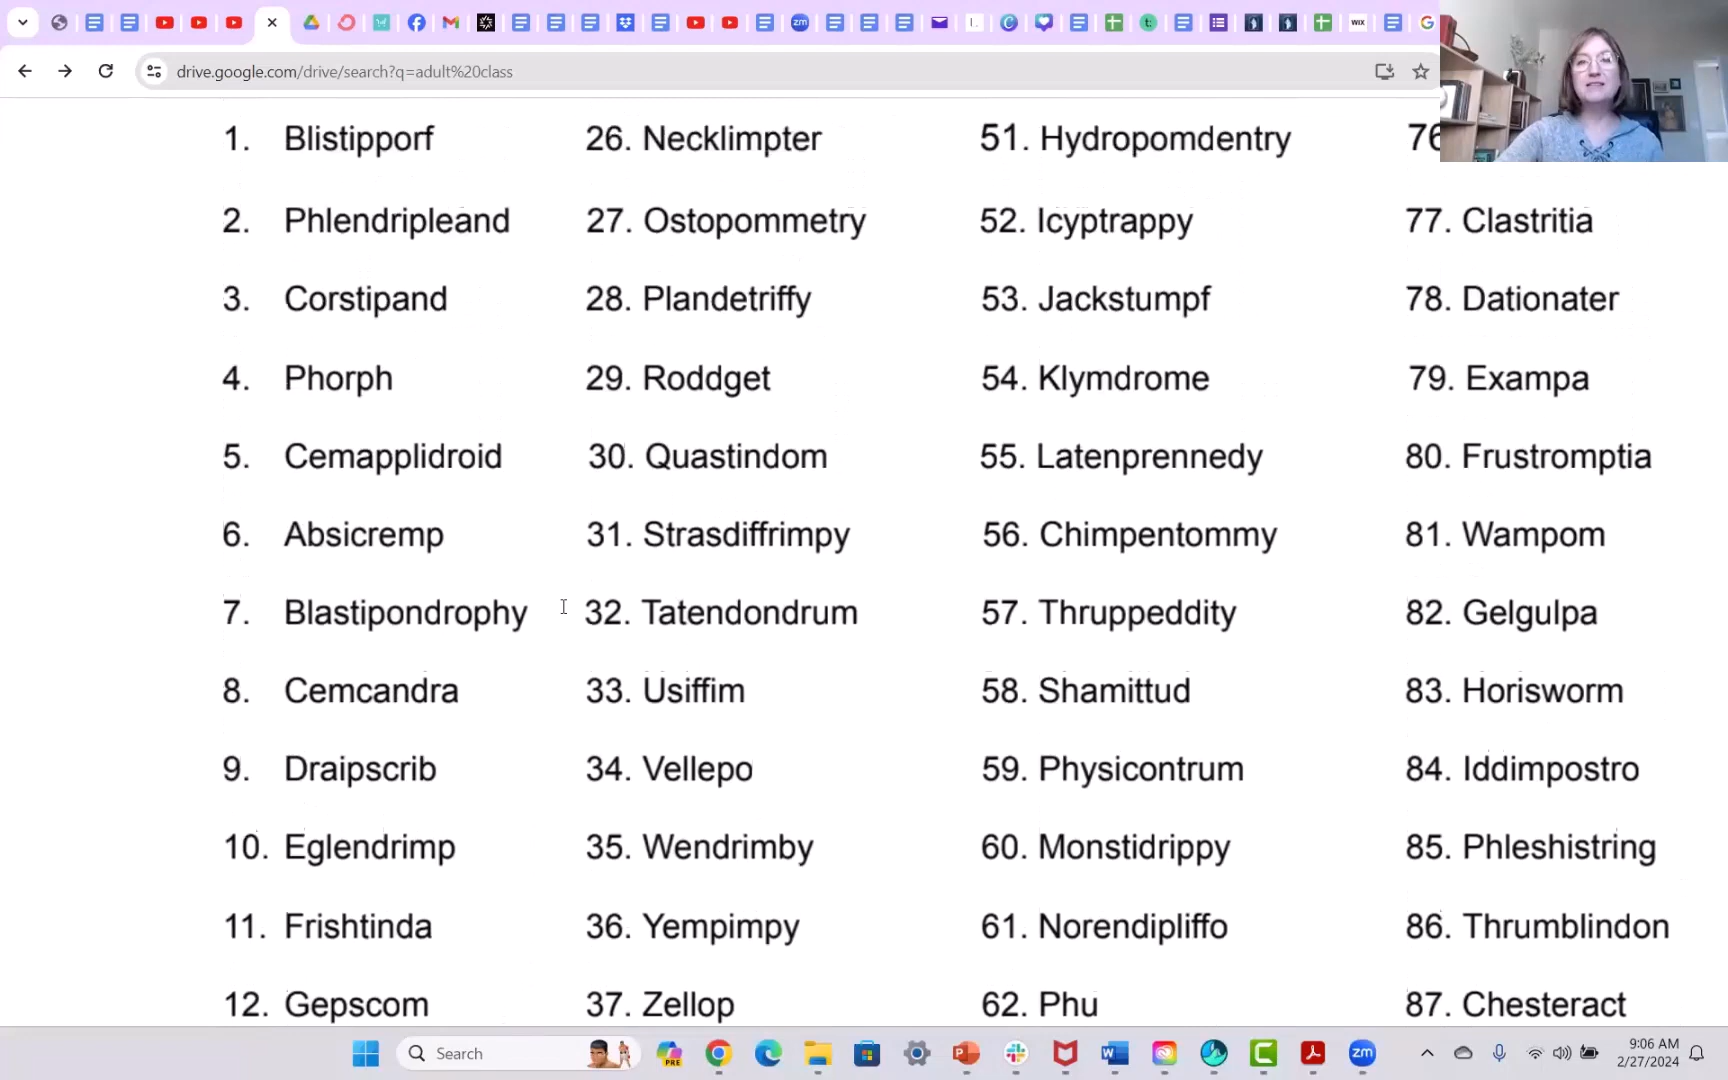 drive.google.com/drive/search?q=adult%20class
1. Blistipporf 26. Necklimpter 51. Hydropomdentry 76
2. Phlendripleand 27. Ostopommetry 52. Icyptrappy 77. Clastritia
3. Corstipand 28. Plandetriffy 53. Jackstumpf 78. Dationater
4. Phorph 29. Roddget 54. Klymdrome 79. Exampa
5. Cemapplidroid 30. Quastindom 55. Latenprennedy 80. Frustromptia
6. Absicremp 31. Strasdiffrimpy 56. Chimpentommy 81. Wampom
7. Blastipondrophy 32. Tatendondrum 57. Thruppeddity 82. Gelgulpa
8. Cemcandra 33. Usiffim 58. Shamittud 83. Horisworm
9. Draipscrib 34. Vellepo 59. Physicontrum 84. Iddimpostro
10. Eglendrimp 35. Wendrimby 60. Monstidrippy 85. Phleshistring
11. Frishtinda 36. Yempimpy 61. Norendipliffo 86. Thrumblindon
12. Gepscom 37. Zellop 62. Phu 87. Chesteract
Search
9:06 AM
2/27/2024